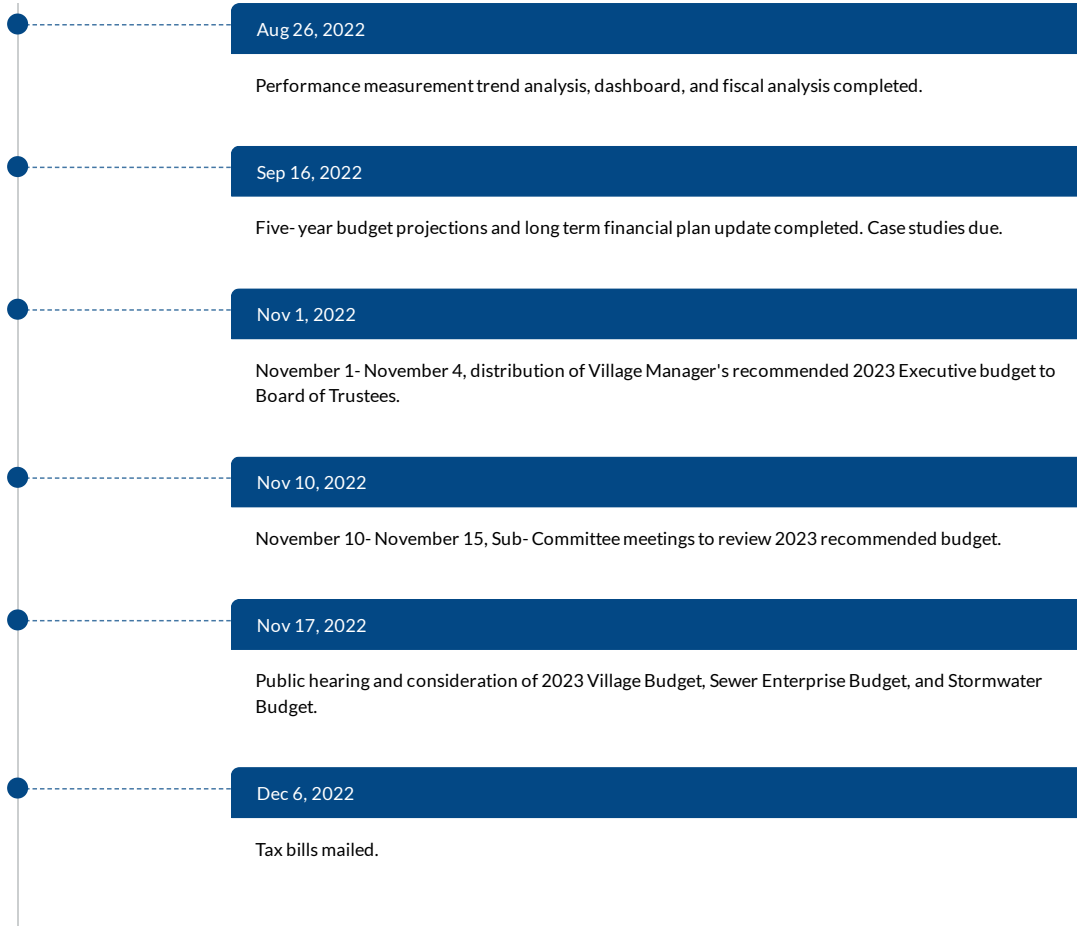 Aug 26, 2022
Performance measurement trend analysis, dashboard, and fiscal analysis completed.
Sep 16, 2022
Five- year budget projections and long term financial plan update completed. Case studies due.
Nov 1, 2022
November 1- November 4, distribution of Village Manager's recommended 2023 Executive budget to
Board of Trustees.
Nov 10, 2022
November 10- November 15, Sub- Committee meetings to review 2023 recommended budget.
Nov 17, 2022
Public hearing and consideration of 2023 Village Budget, Sewer Enterprise Budget, and Stormwater
Budget.
Dec 6, 2022
Tax bills mailed.